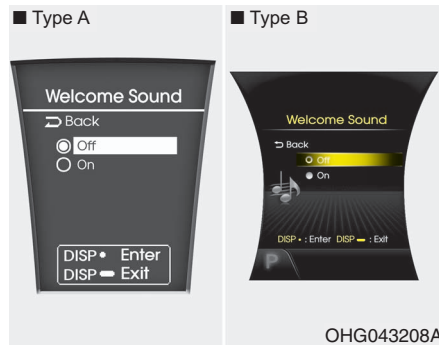 ■ Type A
Welcome Sound
⮌ Back
Off
On
DISP • Enter
DISP ━ Exit
■ Type B
Welcome Sound
⮌ Back
Off
On
DISP • : Enter DISP ━ : Exit
P
OHG043208A